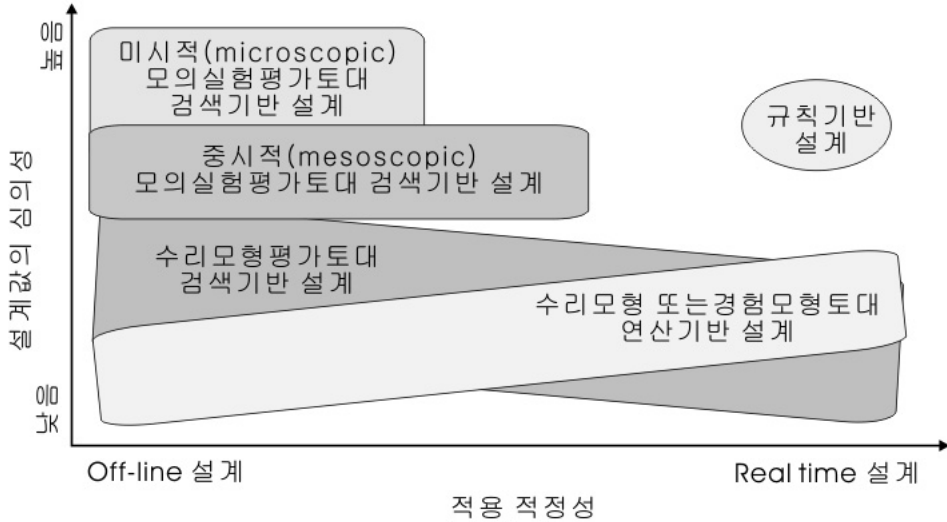 높음
미시적(microscopic)
모의실험평가토대
검색기반 설계
규칙기반
설계
중시적(mesoscopic)
모의실험평가토대 검색기반 설계
설계값의 심의성
수리모형평가토대
검색기반 설계
수리모형 또는경험모형토대
연산기반 설계
낮음
Off-line 설계
Real time 설계
적용 적정성